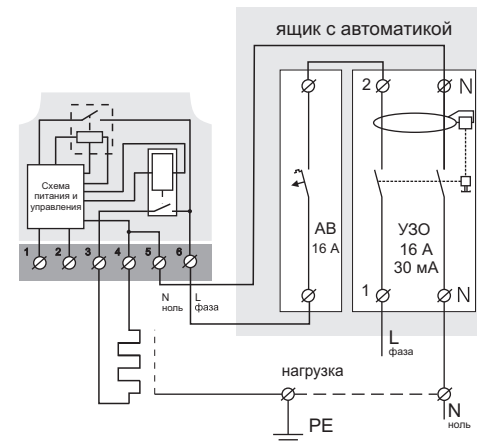 ящик с автоматикой
2
N
Схема
питания и
управления
АВ
16 А
УЗО
16 А
30 мА
1
2
3
4
5
6
N
ноль
L
фаза
1
N
L
фаза
нагрузка
N
ноль
PE